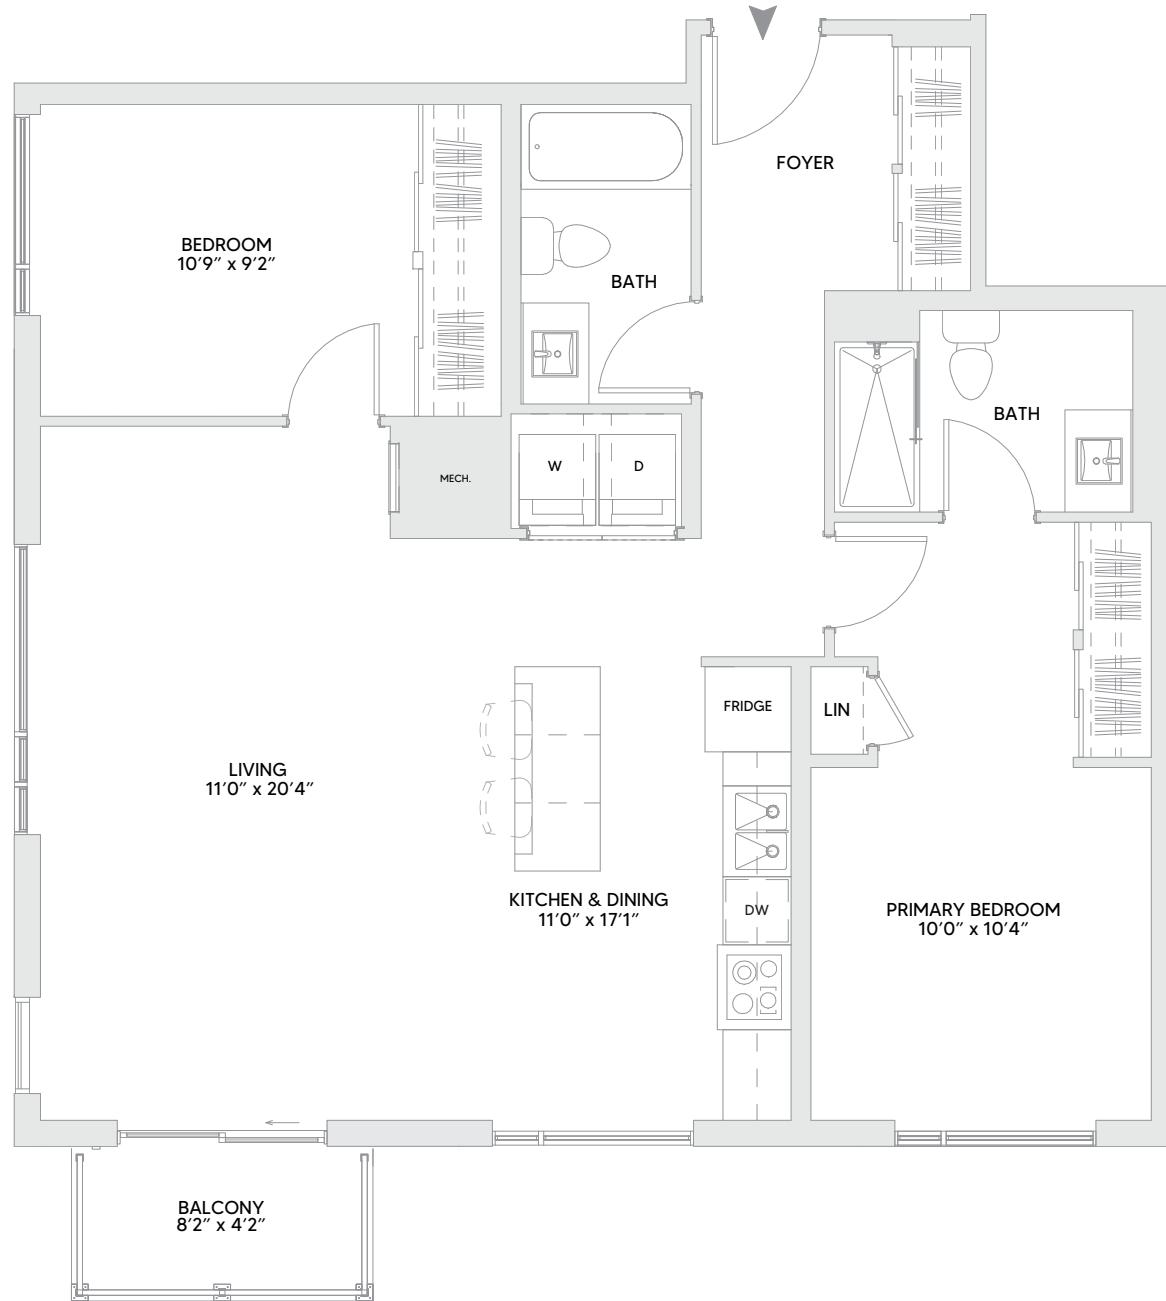 FOYER
BEDROOM
10'9" x 9'2"
BATH
BATH
W
D
MECH.
FRIDGE
LIN
LIVING
11'0" x 20'4"
KITCHEN & DINING
11'0" x 17'1"
DW
PRIMARY BEDROOM
10'0" x 10'4"
BALCONY
8'2" x 4'2"